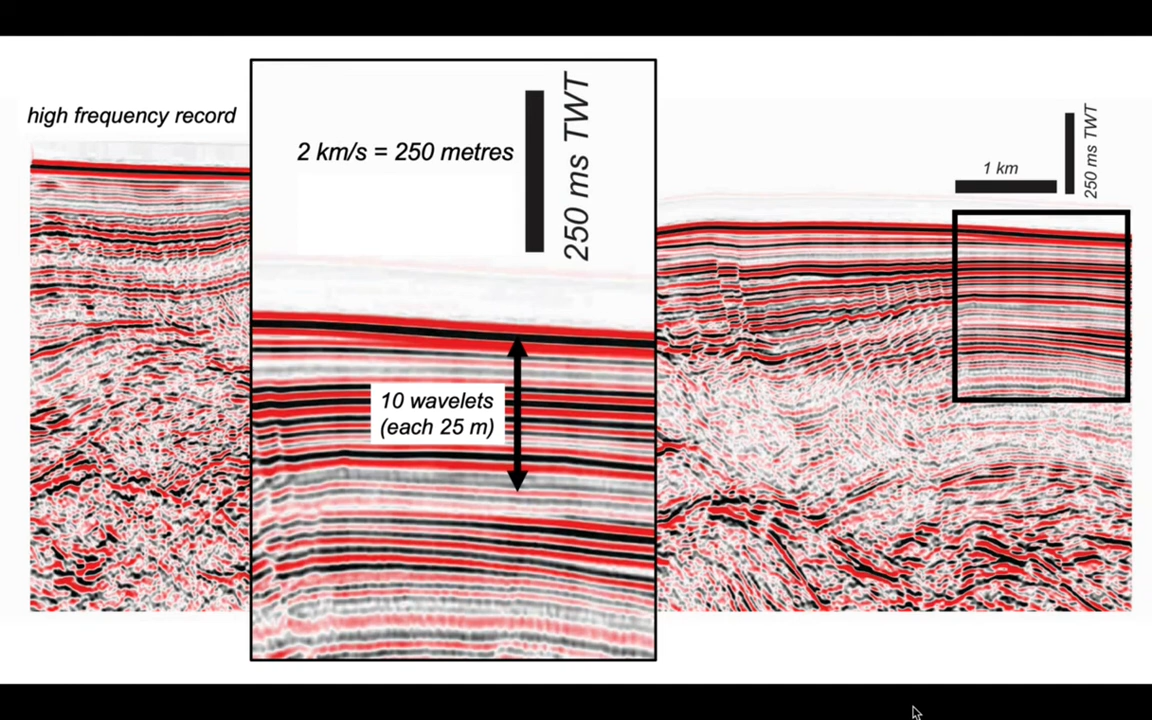 high frequency record
2 km/s = 250 metres
250 ms TWT
10 wavelets
(each 25 m)
1 km
250 ms TWT